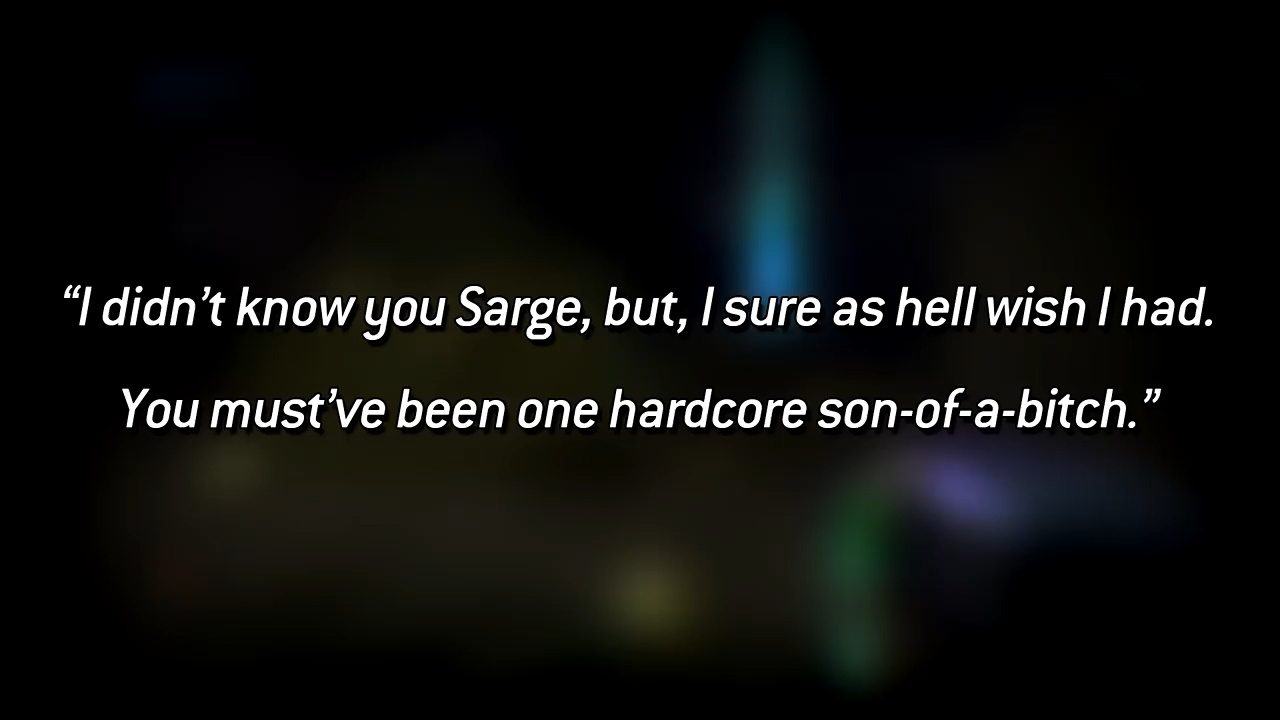 “I didn’t know you Sarge, but, I sure as hell wish I had.
You must’ve been one hardcore son-of-a-bitch.”